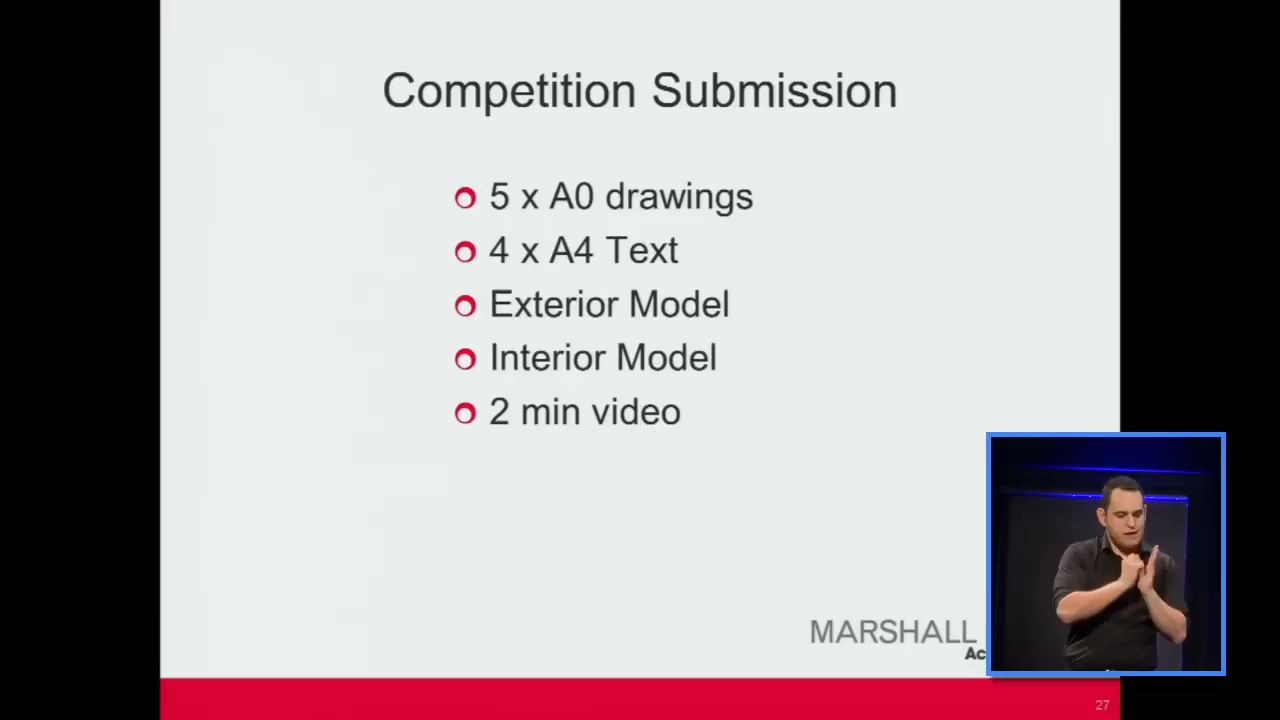 Competition Submission
5 x A0 drawings
4 x A4 Text
Exterior Model
Interior Model
2 min video
MARSHALL
27